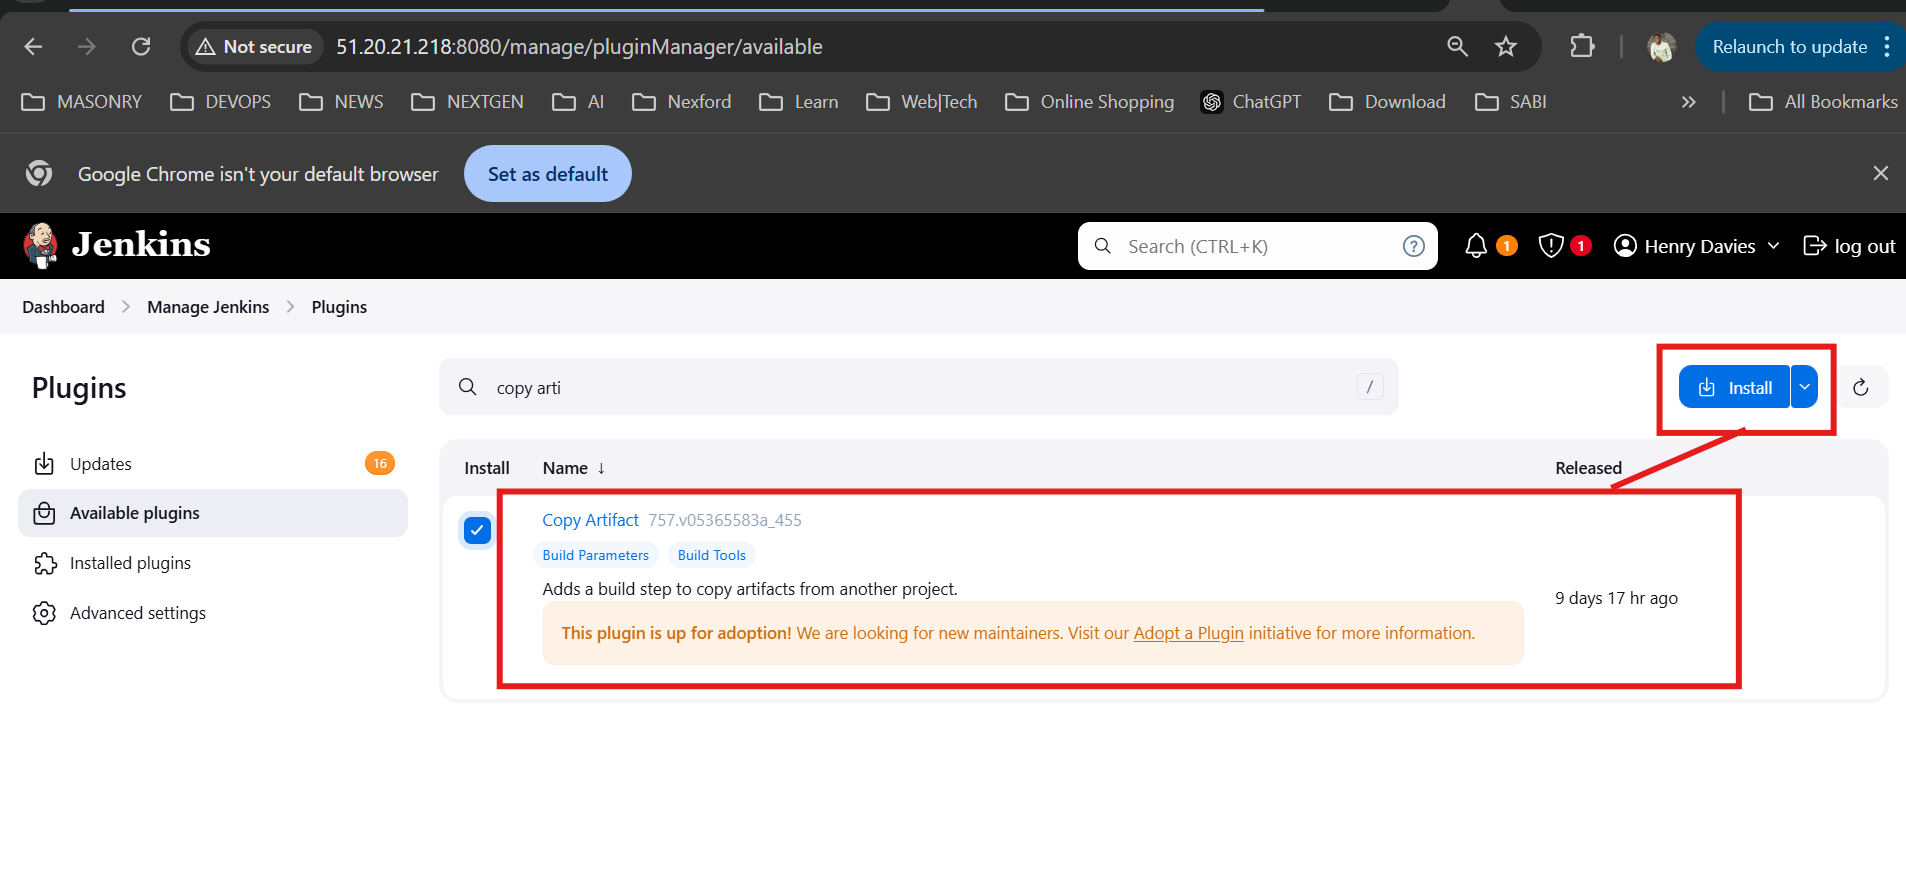 Not secure 51.20.21.218:8080/manage/pluginManager/available Relaunch to update
MASONRY DEVOPS NEWS NEXTGEN AI Nexford Learn Web|Tech Online Shopping ChatGPT Download SABI » All Bookmarks
Google Chrome isn't your default browser Set as default
Jenkins Search (CTRL+K) ? 1 1 Henry Davies log out
Dashboard Manage Jenkins Plugins
Plugins
copy arti /
Install
Updates 16
Available plugins
Installed plugins
Advanced settings
Install Name ↓ Released
Copy Artifact 757.v05365583a_455
Build Parameters Build Tools
Adds a build step to copy artifacts from another project.
This plugin is up for adoption! We are looking for new maintainers. Visit our Adopt a Plugin initiative for more information.
9 days 17 hr ago